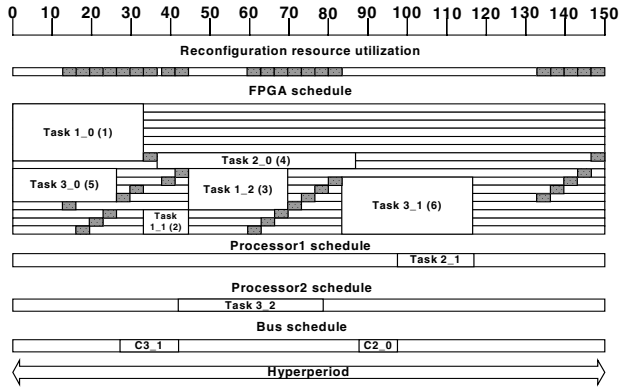 0 10 20 30 40 50 60 70 80 90 100 110 120 130 140 150
Reconfiguration resource utilization
FPGA schedule
Task 1_0 (1)
Task 2_0 (4)
Task 3_0 (5)
Task 1_2 (3)
Task 3_1 (6)
Task
1_1 (2)
Processor1 schedule
Task 2_1
Processor2 schedule
Task 3_2
Bus schedule
C3_1 C2_0
Hyperperiod